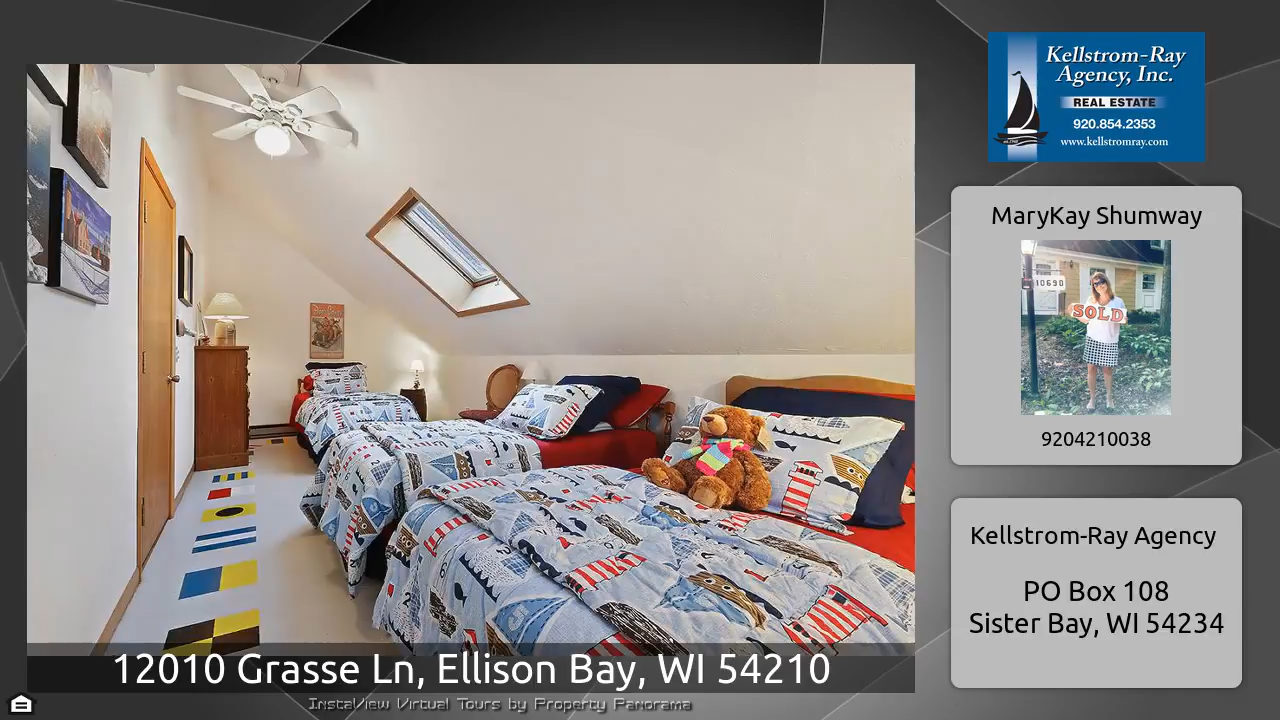 Kellstrom-Ray
Agency, Inc.
REAL ESTATE
920.854.2353
www.kellstromray.com
MaryKay Shumway
10690
SOLD
9204210038
Kellstrom-Ray Agency
PO Box 108
Sister Bay, WI 54234
12010 Grasse Ln, Ellison Bay, WI 54210
InstaView Virtual Tours by Property Panorama